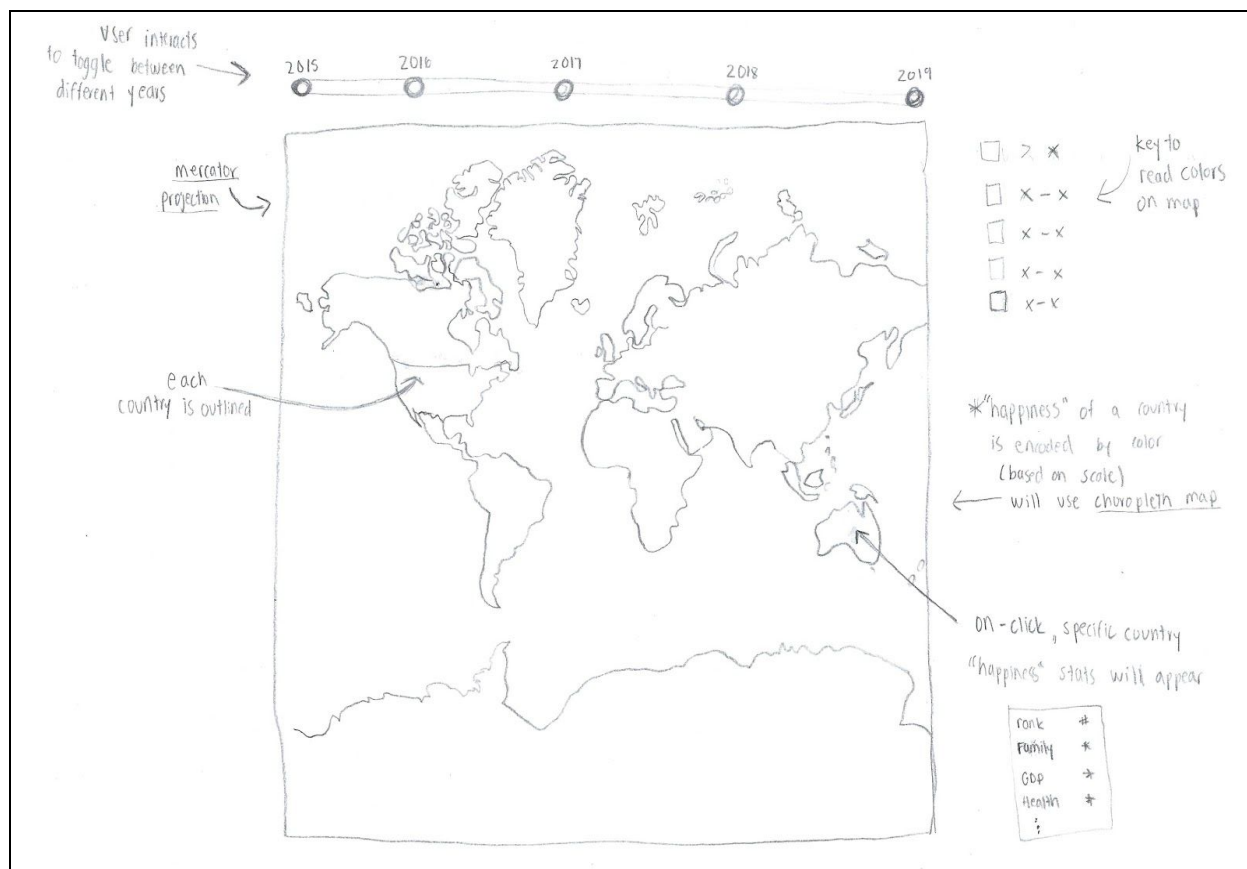 User interacts
to toggle between
different years
2015 2016 2017 2018 2019
mercator
projection
> *
x - x
x - x
x - x
x - x
key to
read colors
on map
each
country is outlined
*"happiness" of a country
is encoded by color
(based on scale)
will use choropleth map
on-click, specific country
"happiness" stats will appear
rank #
Family *
GDP *
Health *